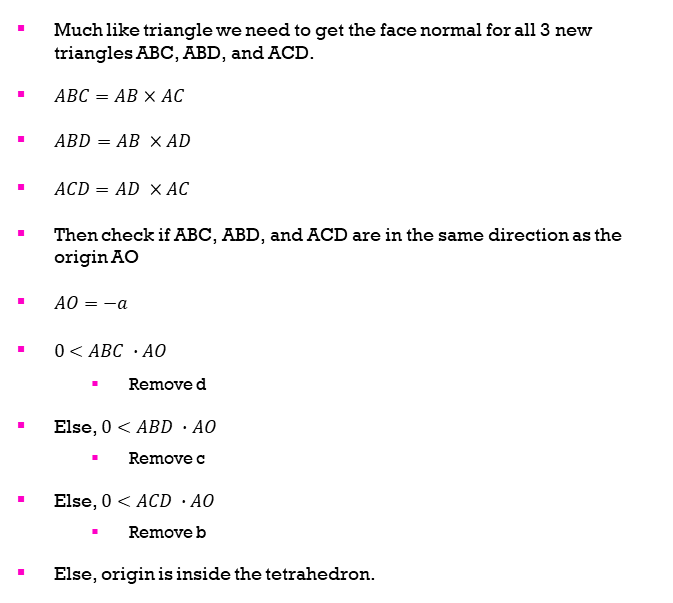 Much like triangle we need to get the face normal for all 3 new
triangles ABC, ABD, and ACD.
ABC = AB × AC
ABD = AB × AD
ACD = AD × AC
Then check if ABC, ABD, and ACD are in the same direction as the
origin AO
AO = −a
0 < ABC · AO
Remove d
Else, 0 < ABD · AO
Remove c
Else, 0 < ACD · AO
Remove b
Else, origin is inside the tetrahedron.